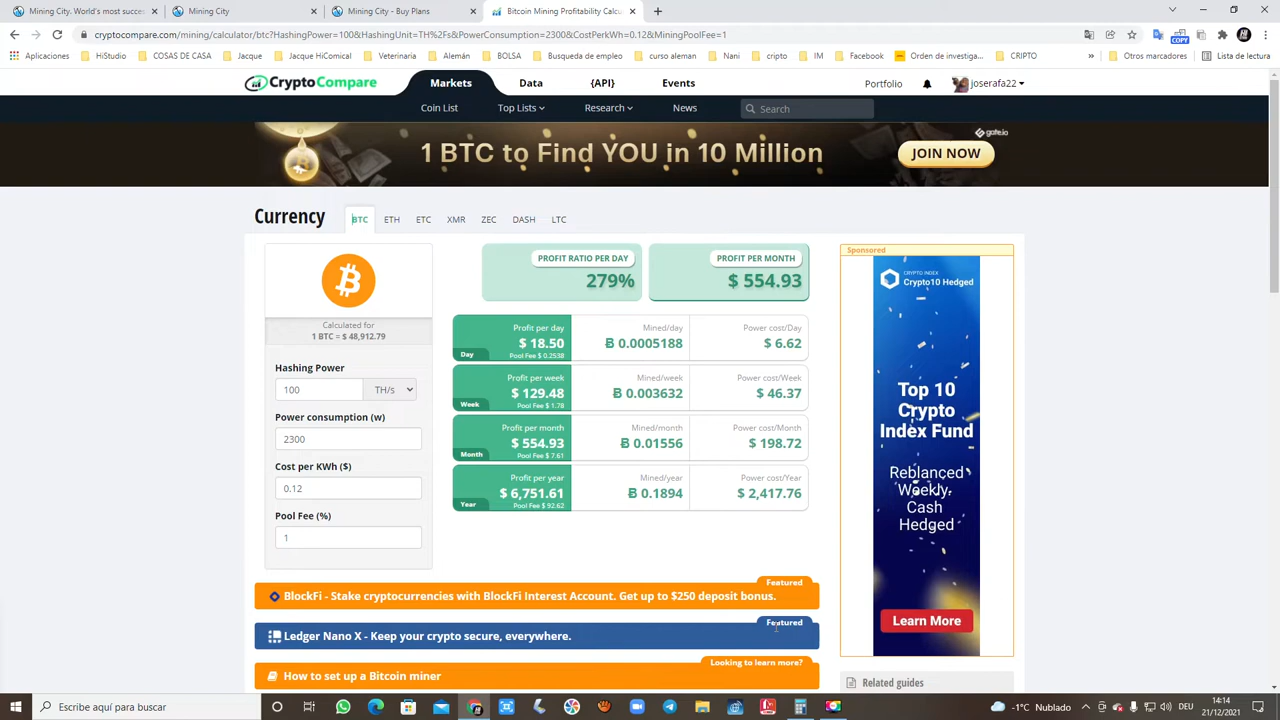 Mining City. World's most succ
Mining City
Mining City - Buy Plans
Bitcoin Mining Profitability Calcul
cryptocompare.com/mining/calculator/btc?HashingPower=100&HashingUnit=TH%2Fs&PowerConsumption=2300&CostPerkWh=0.12&MiningPoolFee=1
COPY
Aplicaciones HiStudio COSAS DE CASA Jacque HiComical Veterinaria Alemán BOLSA Busqueda de empleo curso aleman Nani cripto IM Facebook Orden de investiga... CRIPTO » Otros marcadores Lista de lectura
CryptoCompare Markets Data {API} Events Portfolio joserafa22
Coin List Top Lists Research News Search
gate.io
1 BTC to Find YOU in 10 Million JOIN NOW
Currency BTC ETH ETC XMR ZEC DASH LTC
Calculated for
1 BTC = $ 48,912.79
Hashing Power
100 TH/s
Power consumption (w)
2300
Cost per KWh ($)
0.12
Pool Fee (%)
1
PROFIT RATIO PER DAY
279%
PROFIT PER MONTH
$ 554.93
Profit per day Mined/day Power cost/Day
$ 18.50 Ƀ 0.0005188 $ 6.62
Day Pool Fee $ 0.2538
Profit per week Mined/week Power cost/Week
$ 129.48 Ƀ 0.003632 $ 46.37
Week Pool Fee $ 1.78
Profit per month Mined/month Power cost/Month
$ 554.93 Ƀ 0.01556 $ 198.72
Month Pool Fee $ 7.61
Profit per year Mined/year Power cost/Year
$ 6,751.61 Ƀ 0.1894 $ 2,417.76
Year Pool Fee $ 92.62
Featured
BlockFi - Stake cryptocurrencies with BlockFi Interest Account. Get up to $250 deposit bonus.
Featured
Ledger Nano X - Keep your crypto secure, everywhere.
Looking to learn more?
How to set up a Bitcoin miner
Sponsored
CRYPTO INDEX
Crypto10 Hedged
Top 10
Crypto
Index Fund
Reblanced
Weekly,
Cash
Hedged
Learn More
Related guides
Escribe aquí para buscar
-1°C Nublado
DEU
14:14
21/12/2021